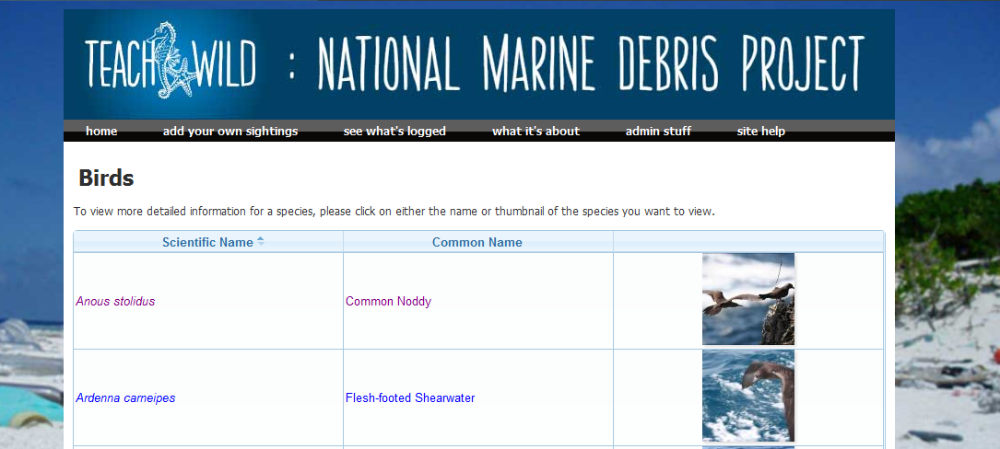 TEACH WILD : NATIONAL MARINE DEBRIS PROJECT
home add your own sightings see what's logged what it's about admin stuff site help
Birds
To view more detailed information for a species, please click on either the name or thumbnail of the species you want to view.
Scientific Name Common Name
Anous stolidus Common Noddy
Ardenna carneipes Flesh-footed Shearwater